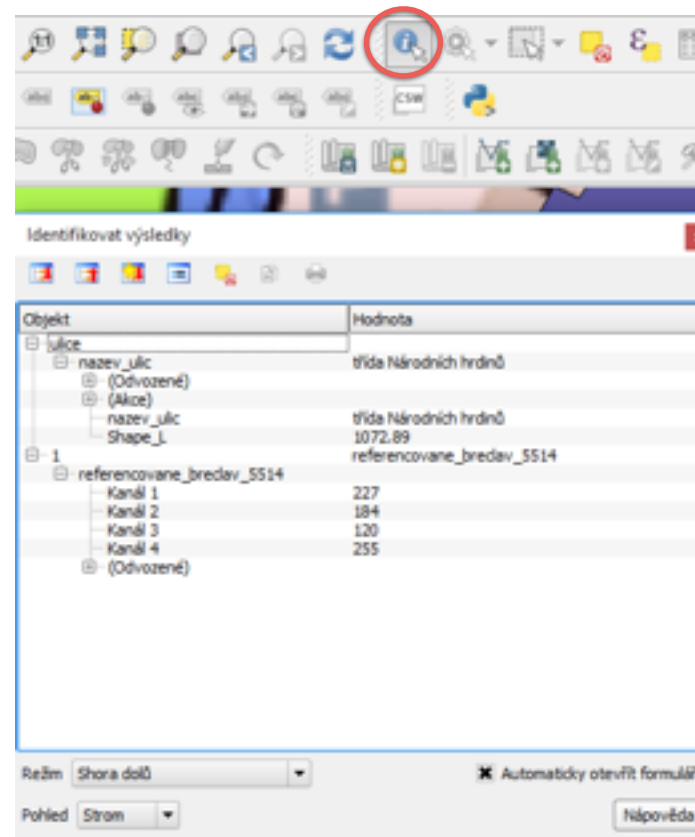 1:1
CSW
Identifikovat výsledky
Objekt Hodnota
ulice
nazev_ulic třída Národních hrdinů
(Odvozené)
(Akce)
nazev_ulic třída Národních hrdinů
Shape_L 1072.89
1 referencovane_breclav_5514
referencovane_breclav_5514
Kanál 1 227
Kanál 2 184
Kanál 3 120
Kanál 4 255
(Odvozené)
Režim Shora dolů Automaticky otevřít formulář
Pohled Strom Nápověda